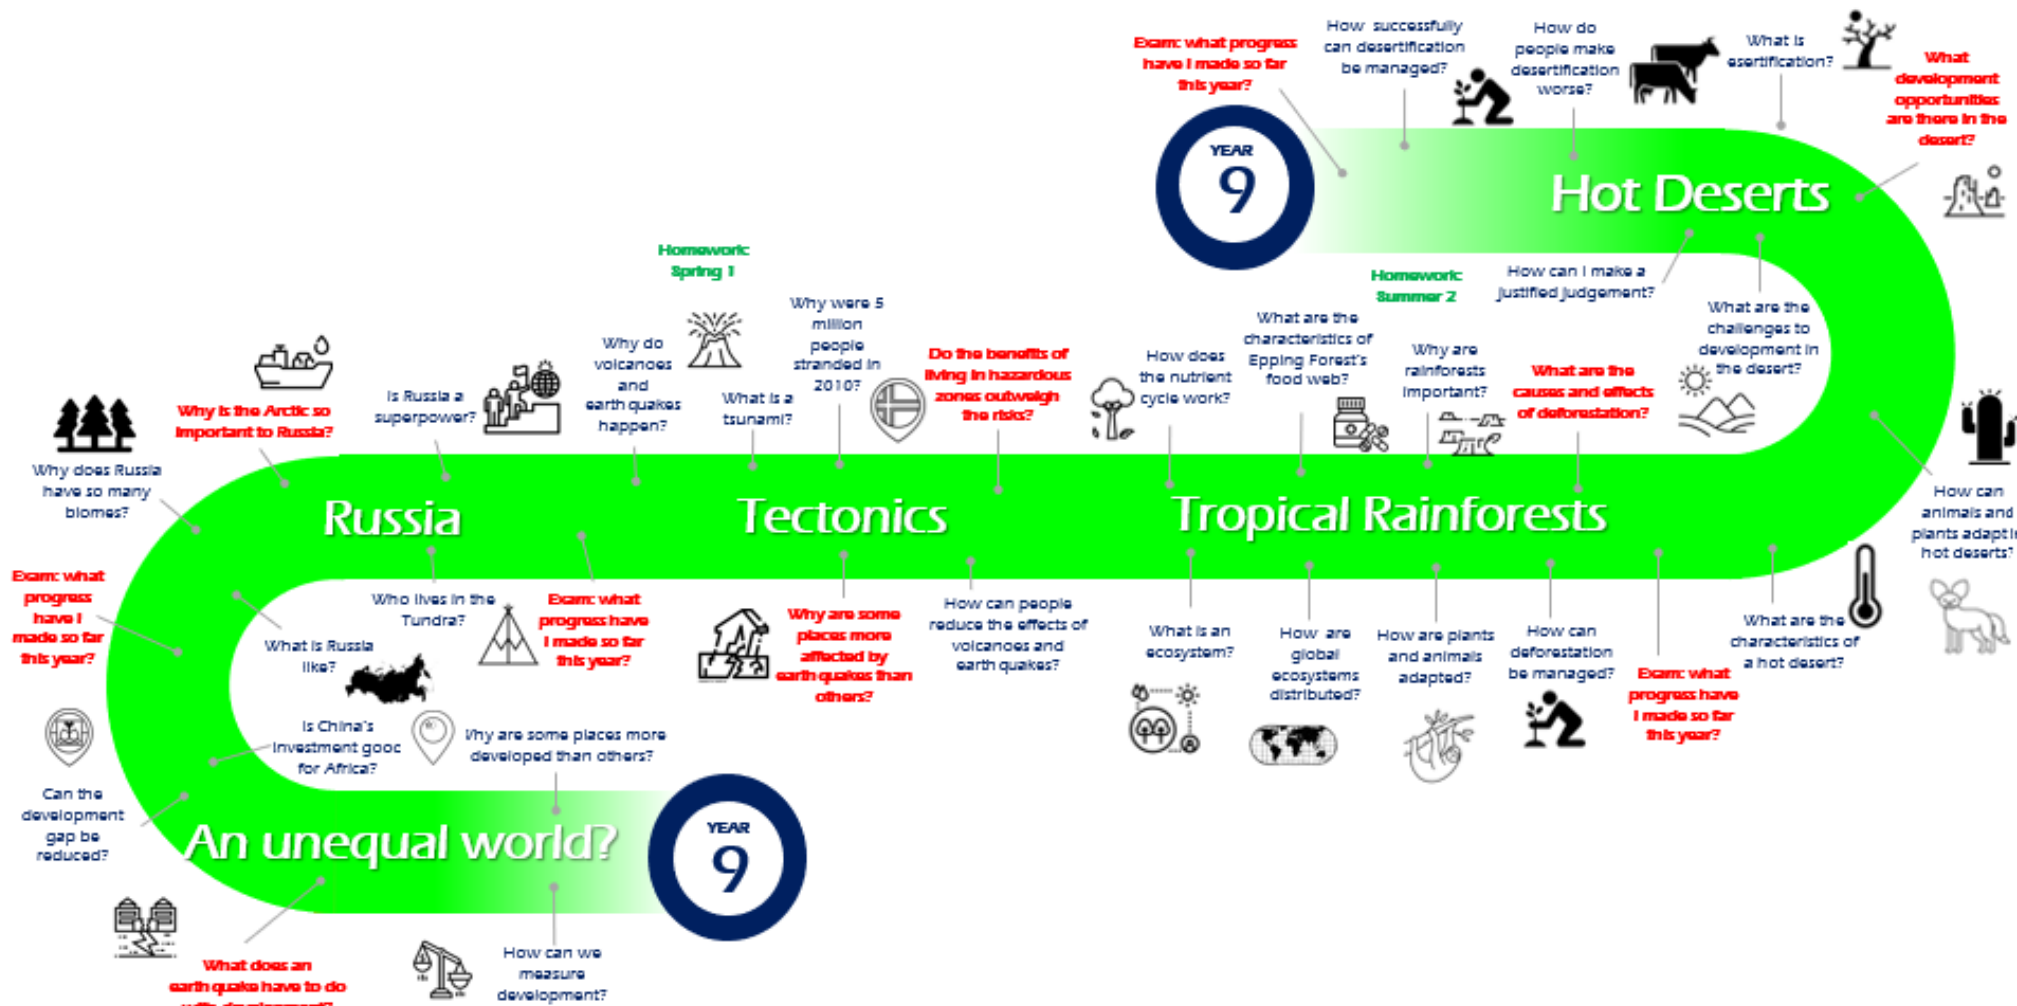 Exam: what progress
have I made so far
this year?
How successfully
can desertification
be managed?
How do
people make
desertification
worse?
What is
esertification?
What
development
opportunities
are there in the
desert?
YEAR
9
Hot Deserts
How can I make a
justified judgement?
What are the
challenges to
development in
the desert?
Homework:
Spring 1
Homework:
Summer 2
Why does Russia
have so many
biomes?
Why is the Arctic so
important to Russia?
Is Russia a
superpower?
Why do
volcanoes
and
earthquakes
happen?
What is a
tsunami?
Why were 5
million
people
stranded in
2010?
Do the benefits of
living in hazardous
zones outweigh
the risks?
How does
the nutrient
cycle work?
What are the
characteristics of
Epping Forest's
food web?
Why are
rainforests
important?
What are the
causes and effects
of deforestation?
How can
animals and
plants adapt in
hot deserts?
Russia
Tectonics
Tropical Rainforests
Exam: what
progress
have I
made so far
this year?
What is Russia
like?
Who lives in the
Tundra?
Exam: what
progress have
I made so far
this year?
Why are some
places more
affected by
earthquakes than
others?
How can people
reduce the effects of
volcanoes and
earthquakes?
What is an
ecosystem?
How are
global
ecosystems
distributed?
How are plants
and animals
adapted?
How can
deforestation
be managed?
Exam: what
progress have
I made so far
this year?
What are the
characteristics of
a hot desert?
Is China's
investment good
for Africa?
Why are some places more
developed than others?
Can the
development
gap be
reduced?
An unequal world?
YEAR
9
What does an
earthquake have to do
with development?
How can we
measure
development?